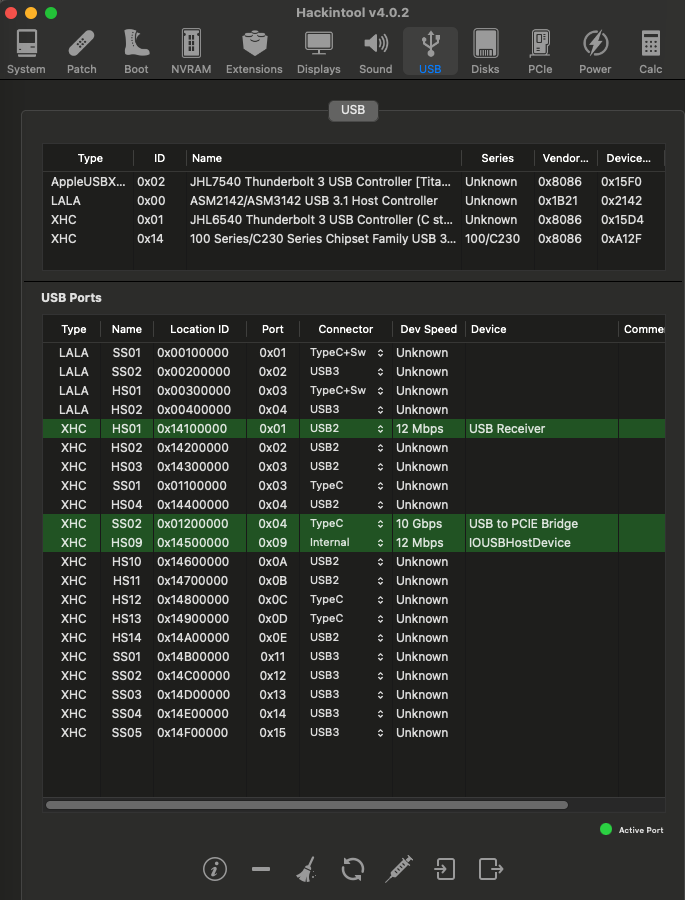 Hackintool v4.0.2
System Patch Boot NVRAM Extensions Displays Sound USB Disks PCIe Power Calc
USB
Type ID Name Series Vendor... Device...
AppleUSBX... 0x02 JHL7540 Thunderbolt 3 USB Controller [Tita... Unknown 0x8086 0x15F0
LALA 0x00 ASM2142/ASM3142 USB 3.1 Host Controller Unknown 0x1B21 0x2142
XHC 0x01 JHL6540 Thunderbolt 3 USB Controller (C st... Unknown 0x8086 0x15D4
XHC 0x14 100 Series/C230 Series Chipset Family USB 3... 100/C230 0x8086 0xA12F
USB Ports
Type Name Location ID Port Connector Dev Speed Device Comme
LALA SS01 0x00100000 0x01 TypeC+Sw Unknown
LALA SS02 0x00200000 0x02 USB3 Unknown
LALA HS01 0x00300000 0x03 TypeC+Sw Unknown
LALA HS02 0x00400000 0x04 USB3 Unknown
XHC HS01 0x14100000 0x01 USB2 12 Mbps USB Receiver
XHC HS02 0x14200000 0x02 USB2 Unknown
XHC HS03 0x14300000 0x03 USB2 Unknown
XHC SS01 0x01100000 0x03 TypeC Unknown
XHC HS04 0x14400000 0x04 USB2 Unknown
XHC SS02 0x01200000 0x04 TypeC 10 Gbps USB to PCIE Bridge
XHC HS09 0x14500000 0x09 Internal 12 Mbps IOUSBHostDevice
XHC HS10 0x14600000 0x0A USB2 Unknown
XHC HS11 0x14700000 0x0B USB2 Unknown
XHC HS12 0x14800000 0x0C TypeC Unknown
XHC HS13 0x14900000 0x0D TypeC Unknown
XHC HS14 0x14A00000 0x0E USB2 Unknown
XHC SS01 0x14B00000 0x11 USB3 Unknown
XHC SS02 0x14C00000 0x12 USB3 Unknown
XHC SS03 0x14D00000 0x13 USB3 Unknown
XHC SS04 0x14E00000 0x14 USB3 Unknown
XHC SS05 0x14F00000 0x15 USB3 Unknown
Active Port